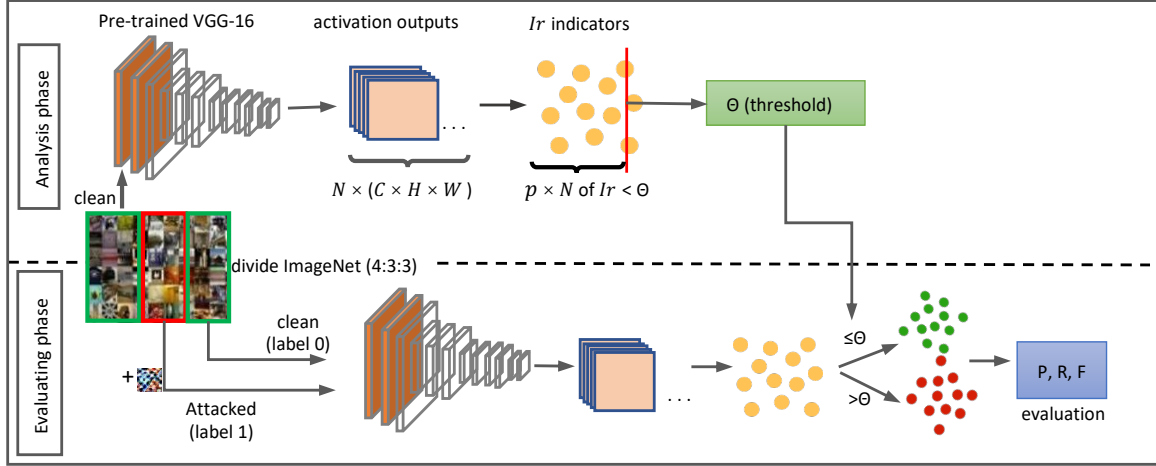 Pre-trained VGG-16
activation outputs
Ir indicators
Analysis phase
Θ (threshold)
. . .
N × (C × H × W )
p × N of Ir < Θ
clean
divide ImageNet (4:3:3)
Evaluating phase
clean
(label 0)
+
Attacked
(label 1)
. . .
≤Θ
>Θ
P, R, F
evaluation